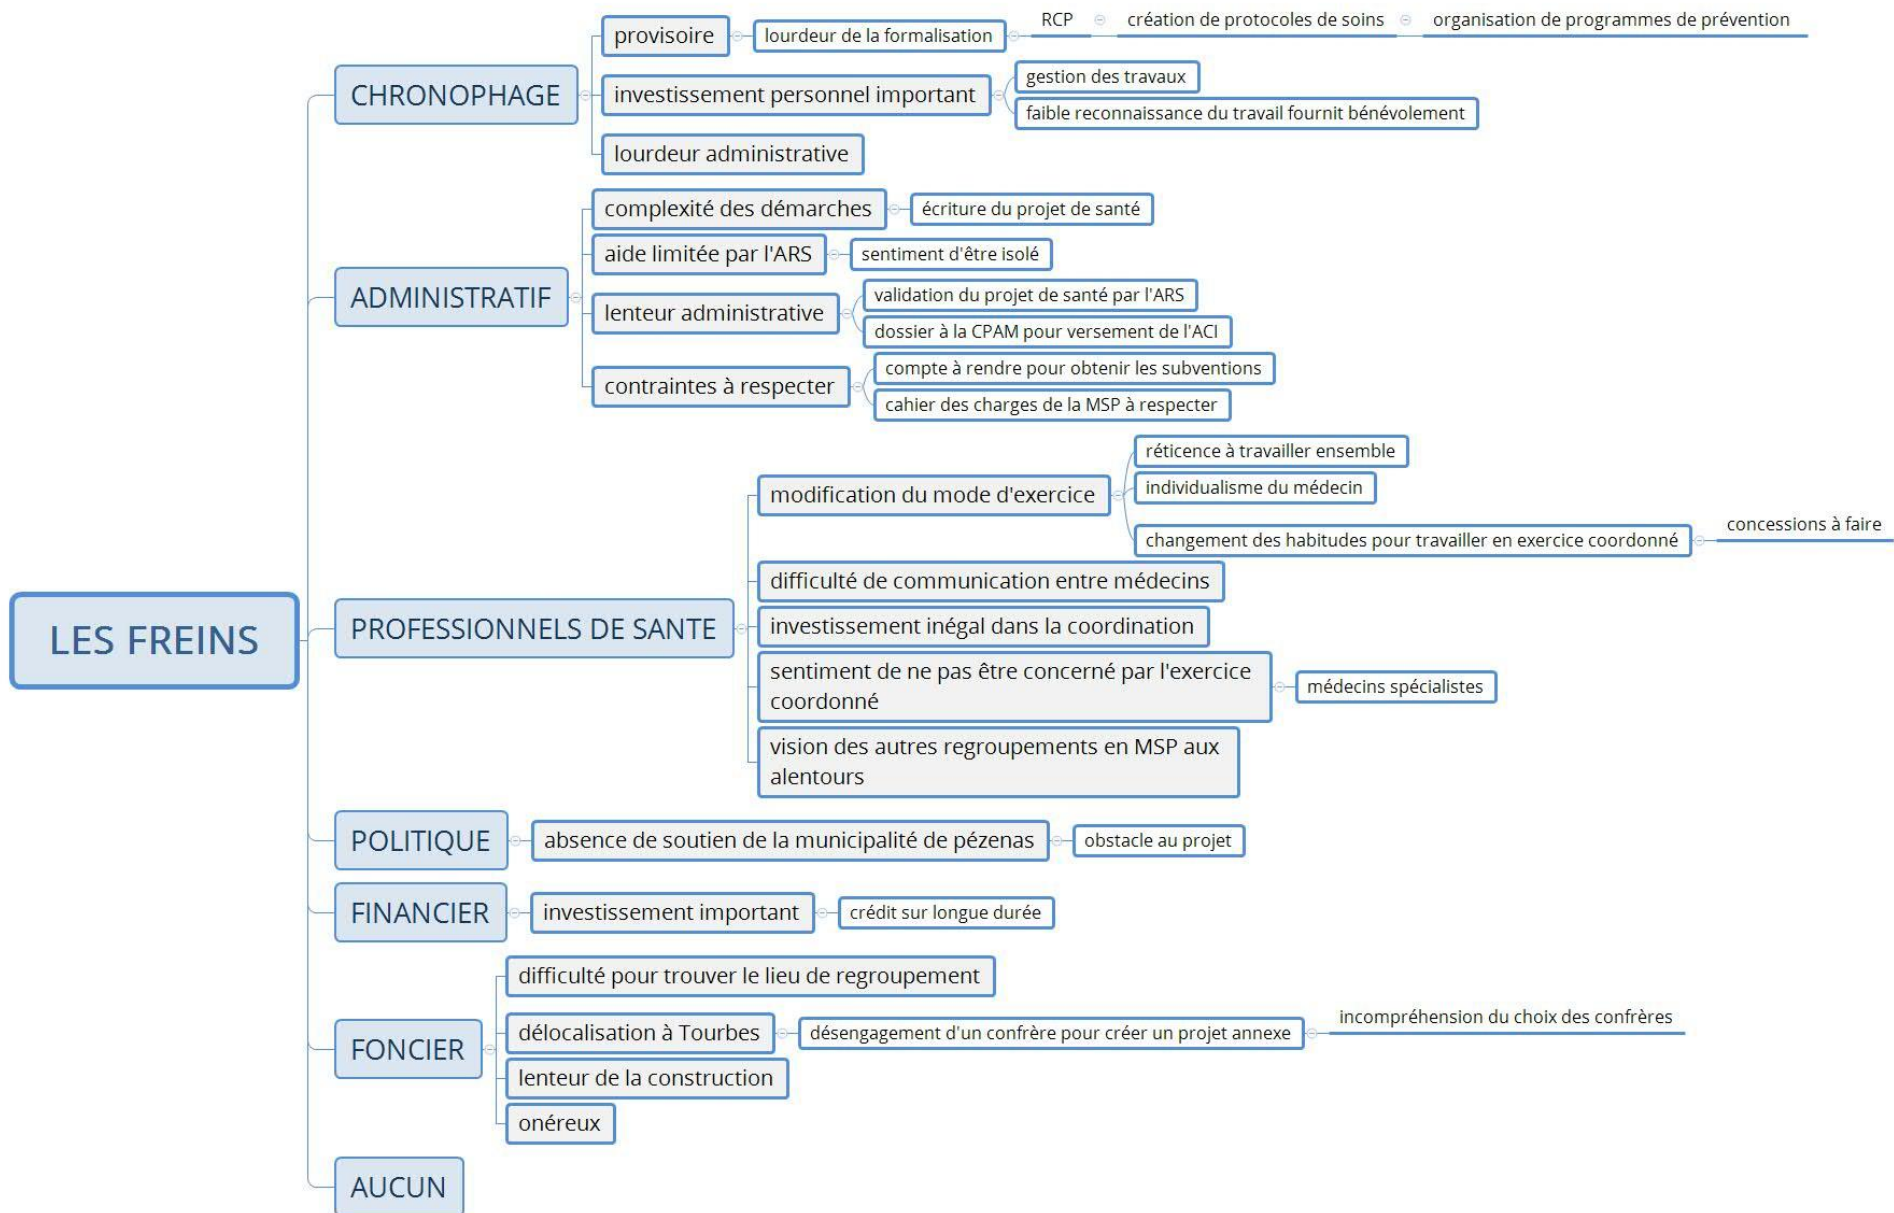 LES FREINS
CHRONOPHAGE
provisoire
lourdeur de la formalisation
RCP
création de protocoles de soins
organisation de programmes de prévention
investissement personnel important
gestion des travaux
faible reconnaissance du travail fournit bénévolement
lourdeur administrative
ADMINISTRATIF
complexité des démarches
écriture du projet de santé
aide limitée par l'ARS
sentiment d'être isolé
lenteur administrative
validation du projet de santé par l'ARS
dossier à la CPAM pour versement de l'ACI
contraintes à respecter
compte à rendre pour obtenir les subventions
cahier des charges de la MSP à respecter
PROFESSIONNELS DE SANTE
modification du mode d'exercice
réticence à travailler ensemble
individualisme du médecin
changement des habitudes pour travailler en exercice coordonné
concessions à faire
difficulté de communication entre médecins
investissement inégal dans la coordination
sentiment de ne pas être concerné par l'exercice
coordonné
médecins spécialistes
vision des autres regroupements en MSP aux
alentours
POLITIQUE
absence de soutien de la municipalité de pézenas
obstacle au projet
FINANCIER
investissement important
crédit sur longue durée
FONCIER
difficulté pour trouver le lieu de regroupement
délocalisation à Tourbes
désengagement d'un confrère pour créer un projet annexe
incompréhension du choix des confrères
lenteur de la construction
onéreux
AUCUN